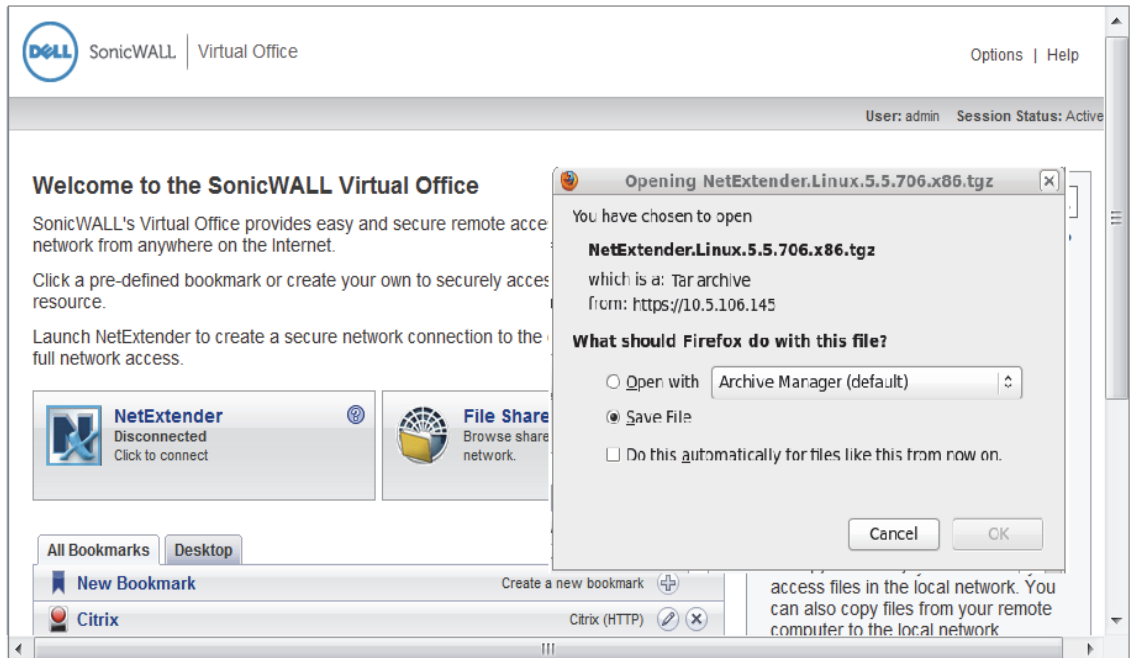 DELL SonicWALL | Virtual Office
Options | Help
User: admin Session Status: Active
Welcome to the SonicWALL Virtual Office
SonicWALL's Virtual Office provides easy and secure remote acce
network from anywhere on the Internet.
Click a pre-defined bookmark or create your own to securely acces
resource.
Launch NetExtender to create a secure network connection to the
full network access.
NetExtender
Disconnected
Click to connect
File Share
Browse share
network.
All Bookmarks Desktop
New Bookmark Create a new bookmark
Citrix Citrix (HTTP)
Opening NetExtender.Linux.5.5.706.x86.tgz
You have chosen to open
NetExtender.Linux.5.5.706.x86.tgz
which is a: Tar archive
from: https://10.5.106.145
What should Firefox do with this file?
Open with Archive Manager (default)
Save File
Do this automatically for files like this from now on.
Cancel OK
access files in the local network. You
can also copy files from your remote
computer to the local network